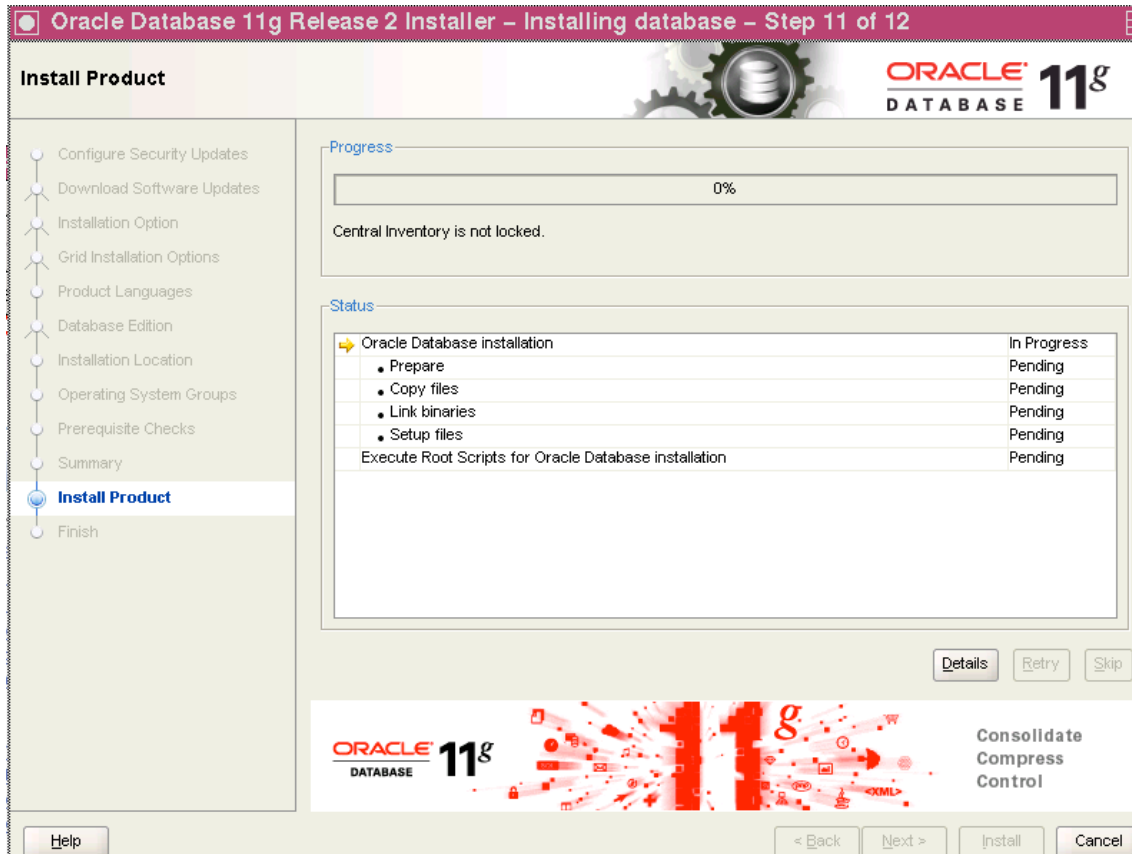 Oracle Database 11g Release 2 Installer – Installing database – Step 11 of 12
Install Product
ORACLE DATABASE 11g
Configure Security Updates
Download Software Updates
Installation Option
Grid Installation Options
Product Languages
Database Edition
Installation Location
Operating System Groups
Prerequisite Checks
Summary
Install Product
Finish
Progress
0%
Central Inventory is not locked.
Status
Oracle Database installation In Progress
• Prepare Pending
• Copy files Pending
• Link binaries Pending
• Setup files Pending
Execute Root Scripts for Oracle Database installation Pending
Details Retry Skip
ORACLE DATABASE 11g
11g
<XML>
Consolidate
Compress
Control
Help < Back Next > Install Cancel